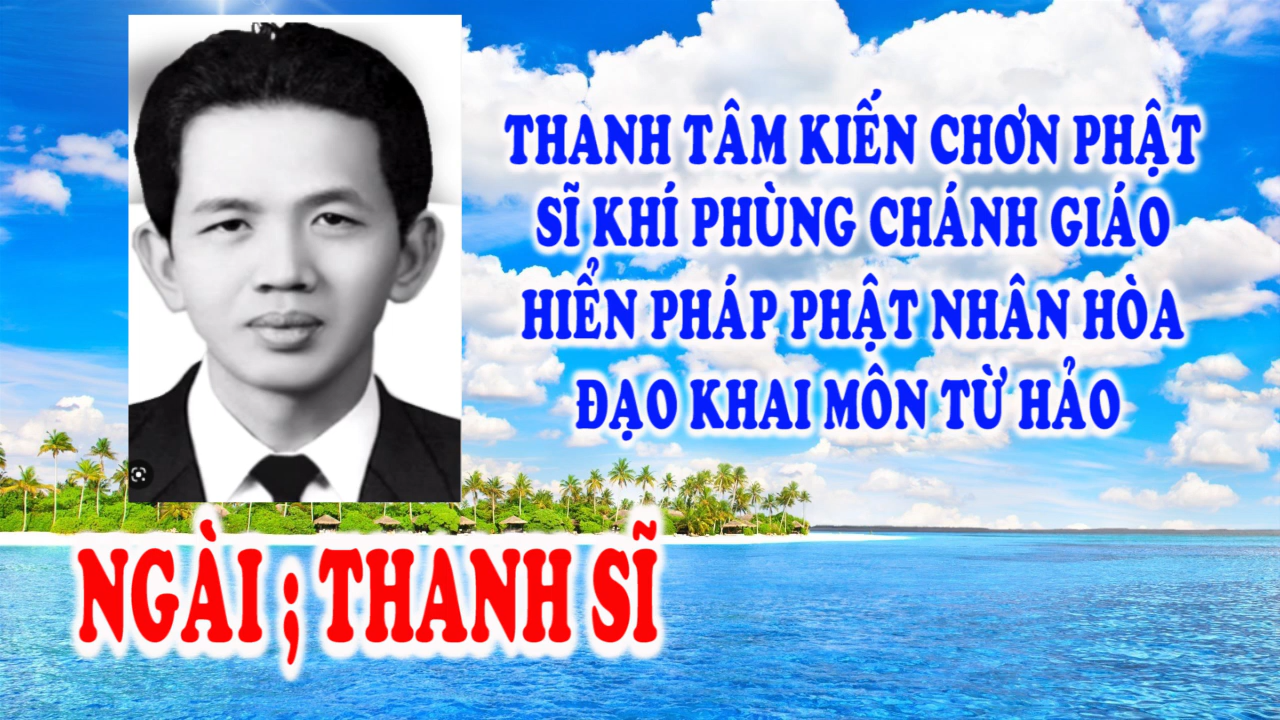 THANH TÂM KIẾN CHƠN PHẬT
SĨ KHÍ PHÙNG CHÁNH GIÁO
HIỂN PHÁP PHẬT NHÂN HÒA
ĐẠO KHAI MÔN TỪ HẢO
NGÀI ; THANH SĨ